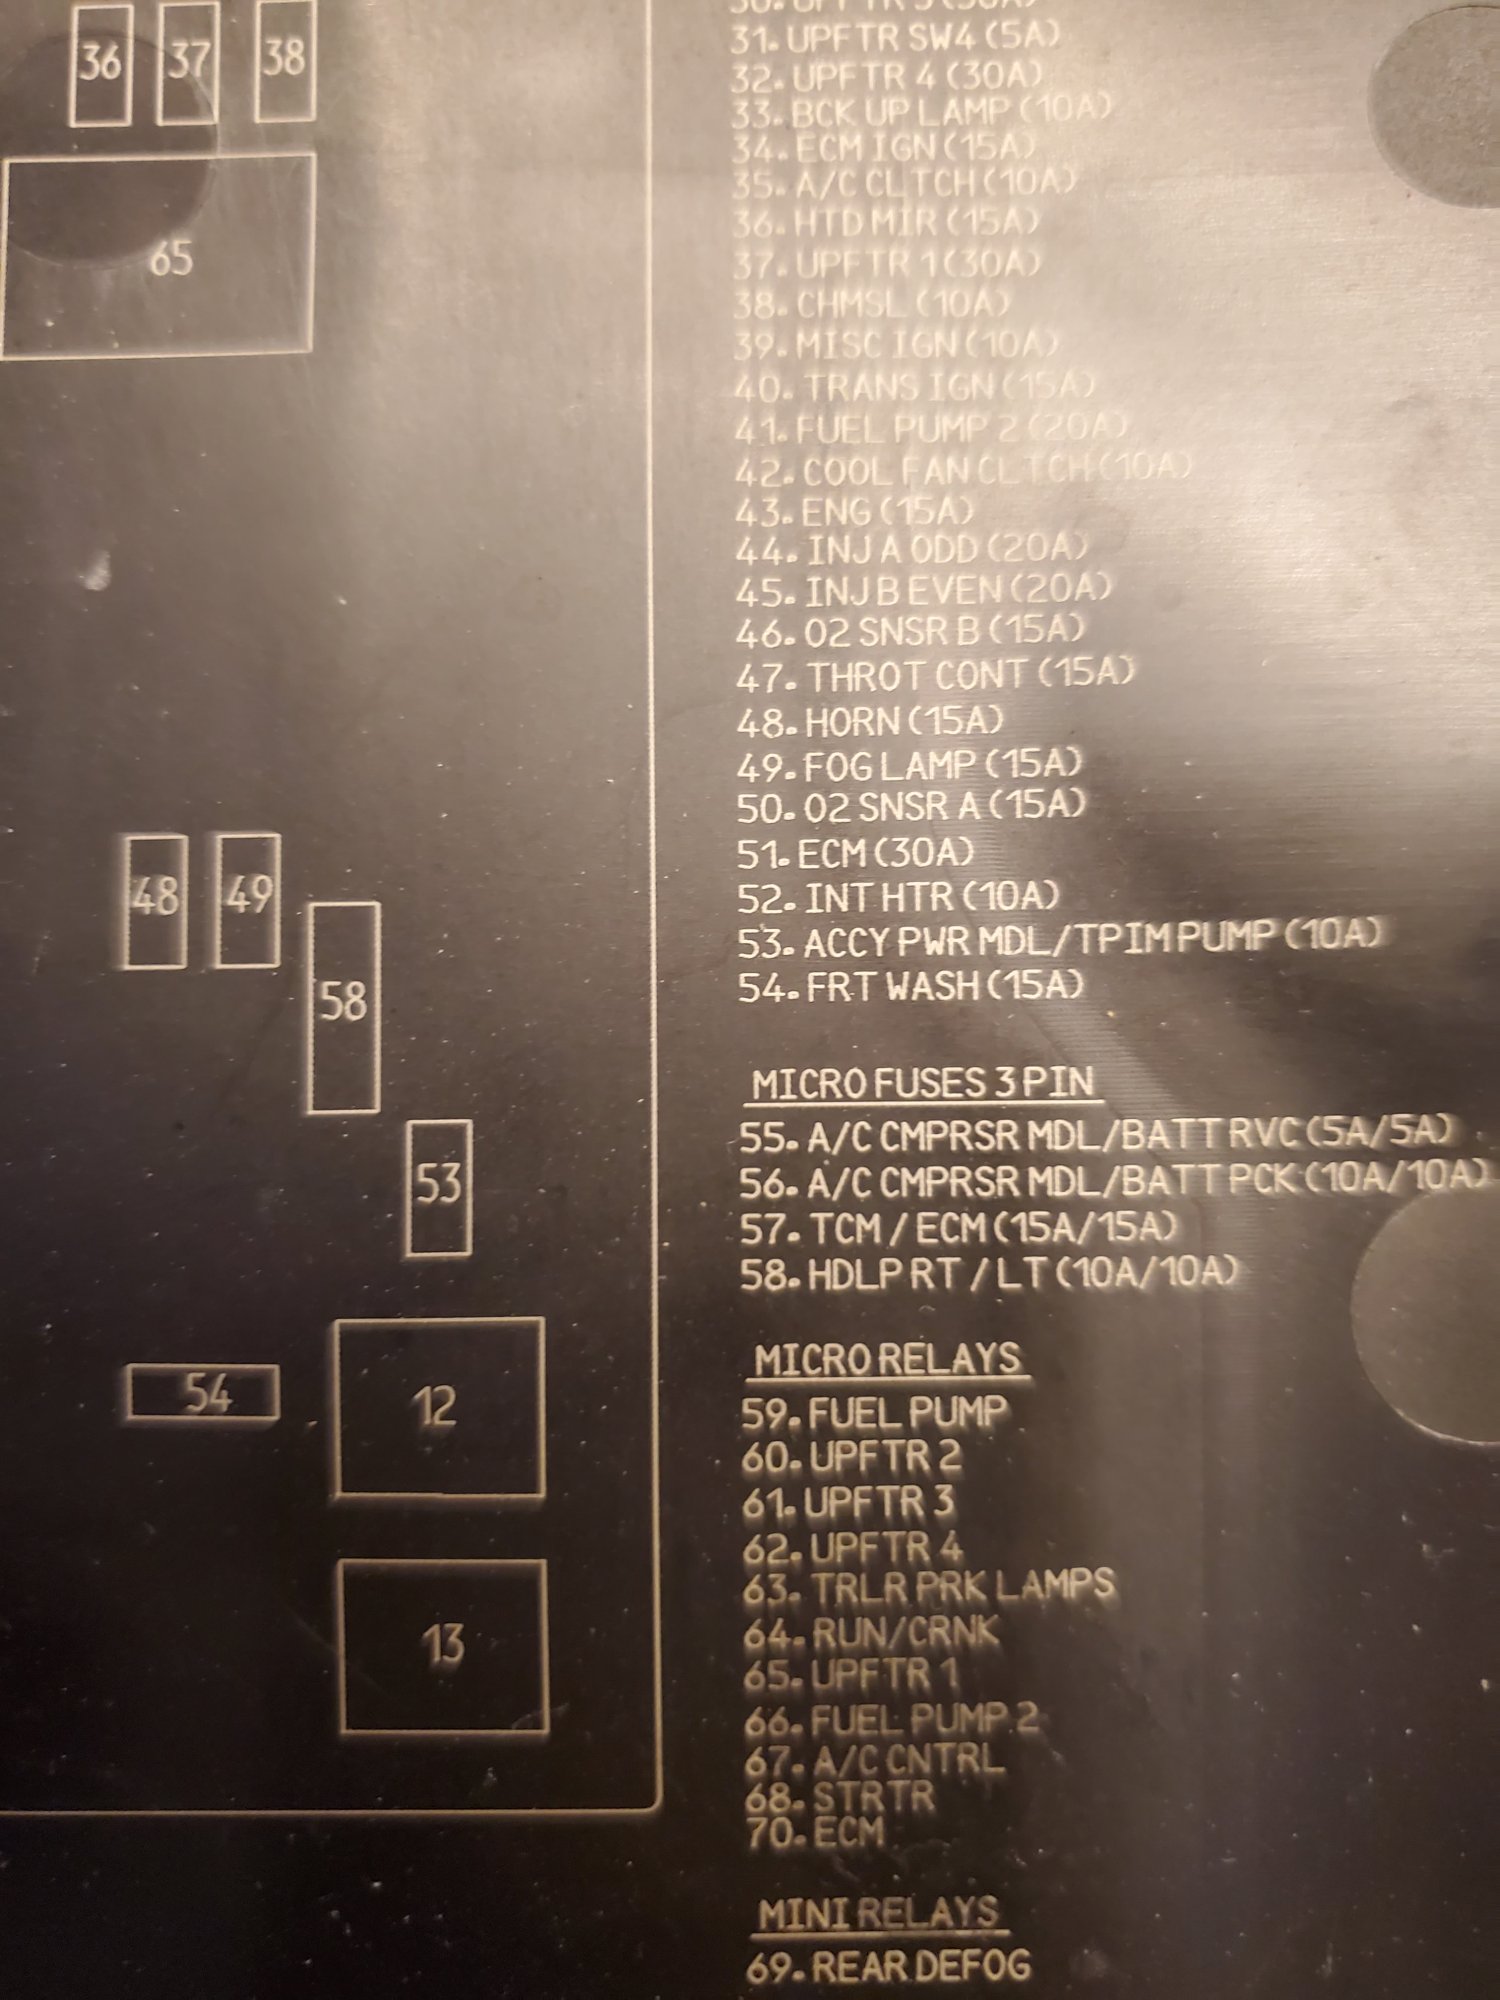 36 37 38
65
48 49
58
53
54 12
13
30. UPFTR 3 (30A)
31. UPFTR SW4 (5A)
32. UPFTR 4 (30A)
33. BCK UP LAMP (10A)
34. ECM IGN (15A)
35. A/C CLTCH (10A)
36. HTD MIR (15A)
37. UPFTR 1 (30A)
38. CHMSL (10A)
39. MISC IGN (10A)
40. TRANS IGN (15A)
41. FUEL PUMP 2 (20A)
42. COOL FAN CLTCH (10A)
43. ENG (15A)
44. INJ A ODD (20A)
45. INJ B EVEN (20A)
46. O2 SNSR B (15A)
47. THROT CONT (15A)
48. HORN (15A)
49. FOG LAMP (15A)
50. O2 SNSR A (15A)
51. ECM (30A)
52. INT HTR (10A)
53. ACCY PWR MDL/TPIM PUMP (10A)
54. FRT WASH (15A)
MICRO FUSES 3 PIN
55. A/C CMPRSR MDL/BATT RVC (5A/5A)
56. A/C CMPRSR MDL/BATT PCK (10A/10A)
57. TCM / ECM (15A/15A)
58. HDLP RT / LT (10A/10A)
MICRO RELAYS
59. FUEL PUMP
60. UPFTR 2
61. UPFTR 3
62. UPFTR 4
63. TRLR PRK LAMPS
64. RUN/CRNK
65. UPFTR 1
66. FUEL PUMP 2
67. A/C CNTRL
68. STRTR
70. ECM
MINI RELAYS
69. REAR DEFOG